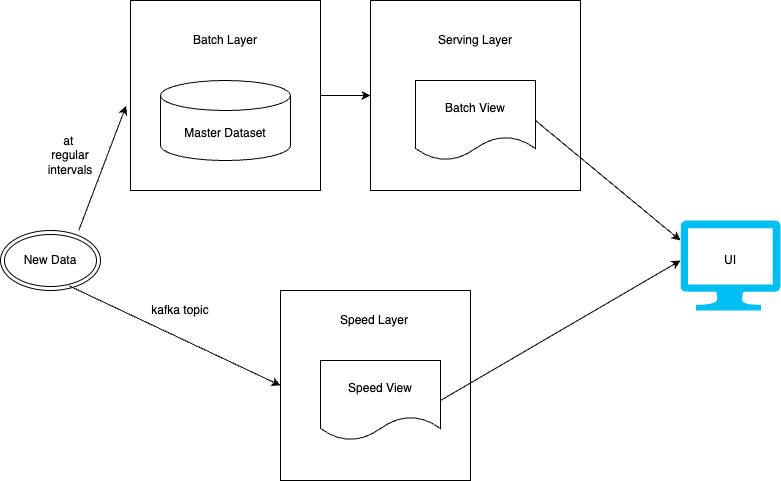 Batch Layer
Master Dataset
Serving Layer
Batch View
at
regular
intervals
New Data
kafka topic
Speed Layer
Speed View
UI